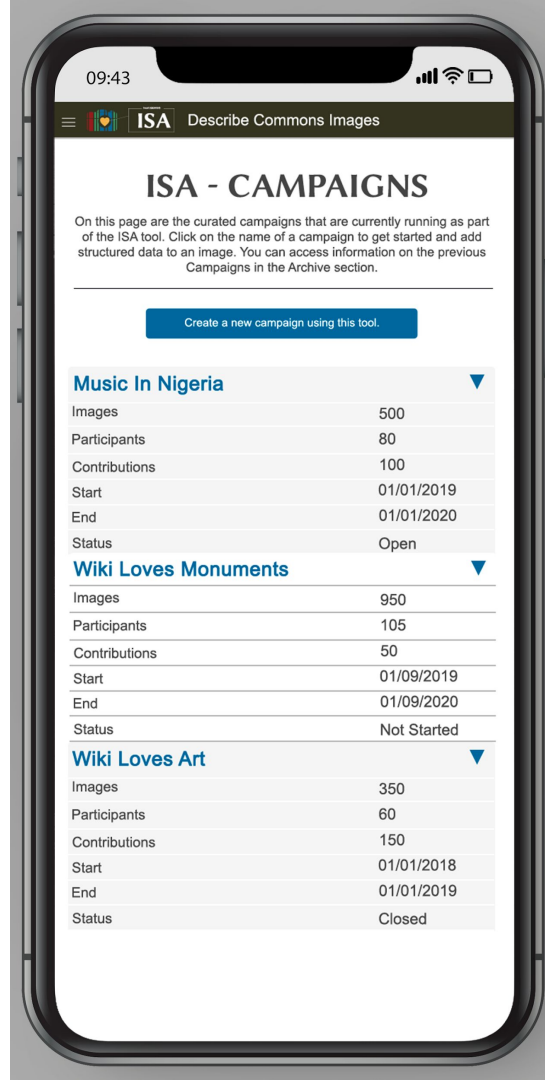 09:43
ISA Describe Commons Images
ISA - CAMPAIGNS
On this page are the curated campaigns that are currently running as part
of the ISA tool. Click on the name of a campaign to get started and add
structured data to an image. You can access information on the previous
Campaigns in the Archive section.
Create a new campaign using this tool.
Music In Nigeria
Images 500
Participants 80
Contributions 100
Start 01/01/2019
End 01/01/2020
Status Open
Wiki Loves Monuments
Images 950
Participants 105
Contributions 50
Start 01/09/2019
End 01/09/2020
Status Not Started
Wiki Loves Art
Images 350
Participants 60
Contributions 150
Start 01/01/2018
End 01/01/2019
Status Closed